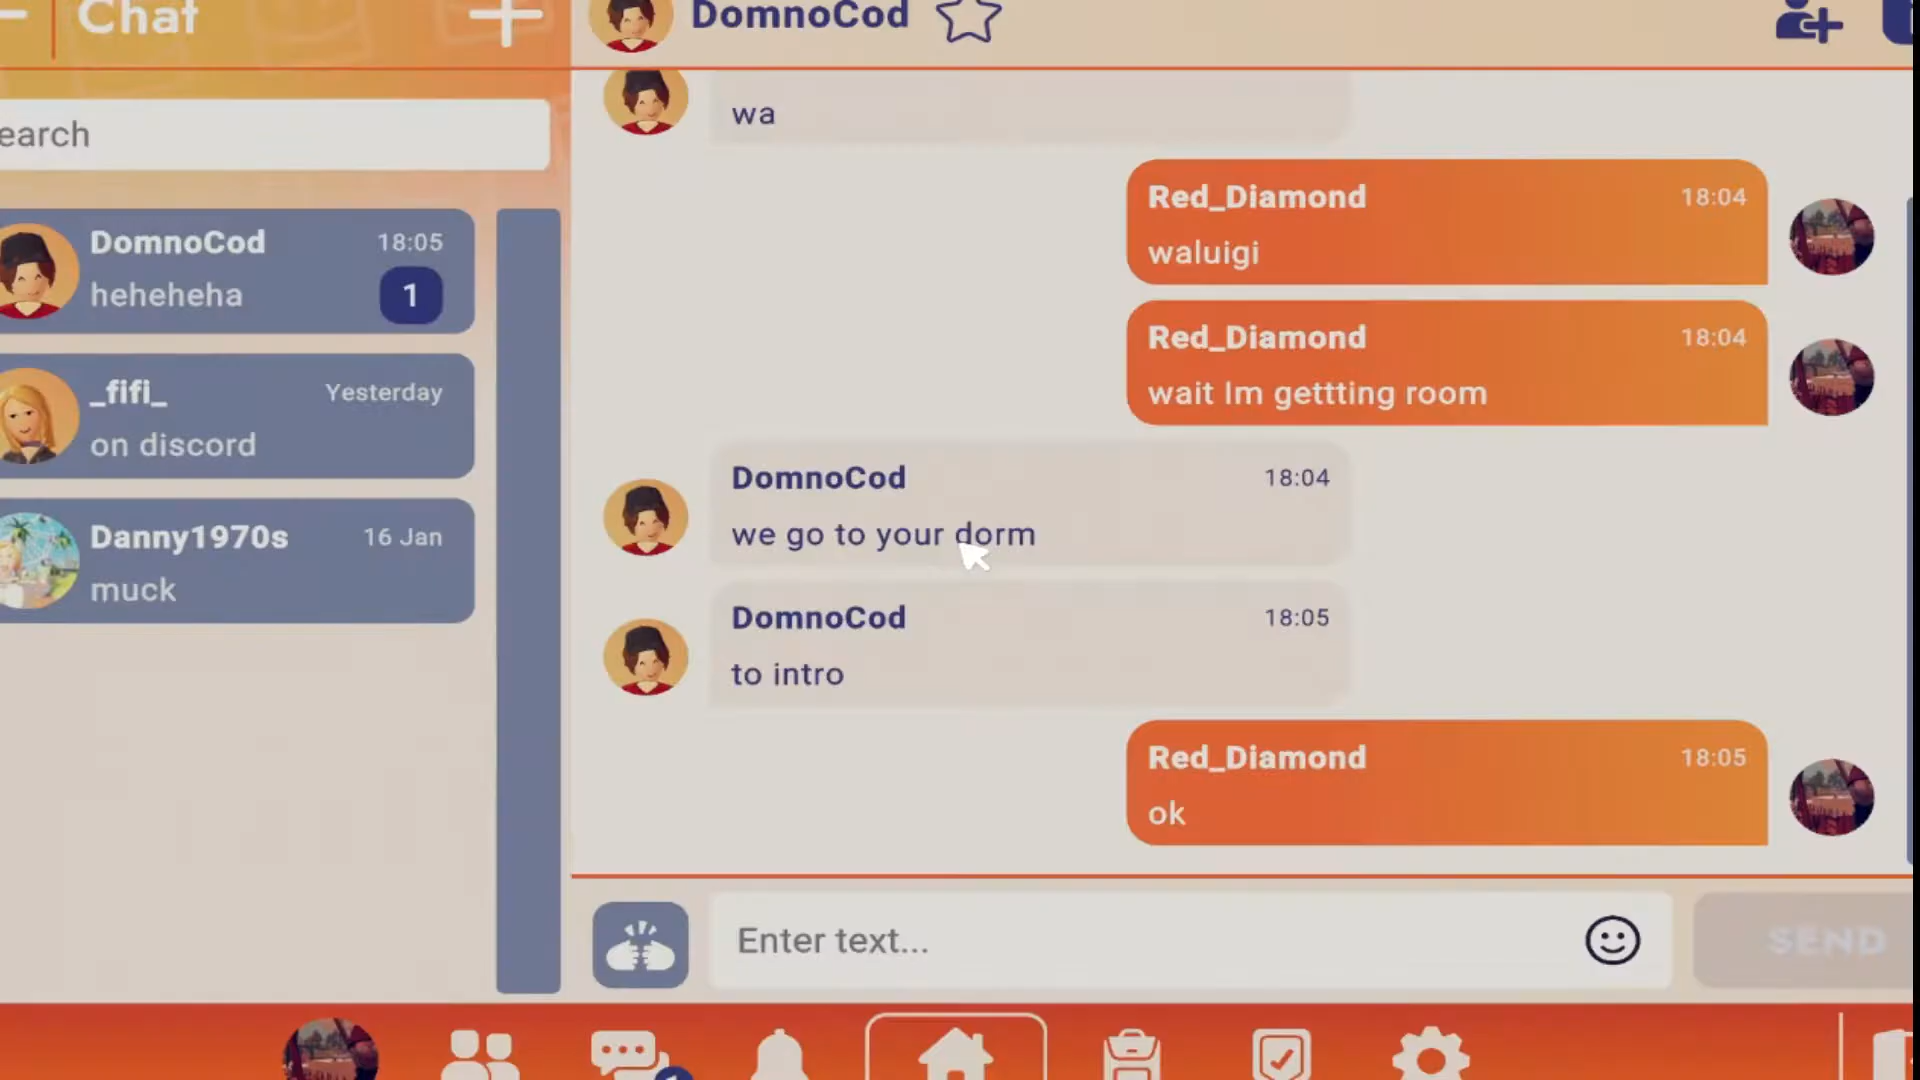 Chat
earch
DomnoCod 18:05
heheheha 1
_fifi_ Yesterday
on discord
Danny1970s 16 Jan
muck
DomnoCod
wa
Red_Diamond 18:04
waluigi
Red_Diamond 18:04
wait Im gettting room
DomnoCod 18:04
we go to your dorm
DomnoCod 18:05
to intro
Red_Diamond 18:05
ok
Enter text...
SEND